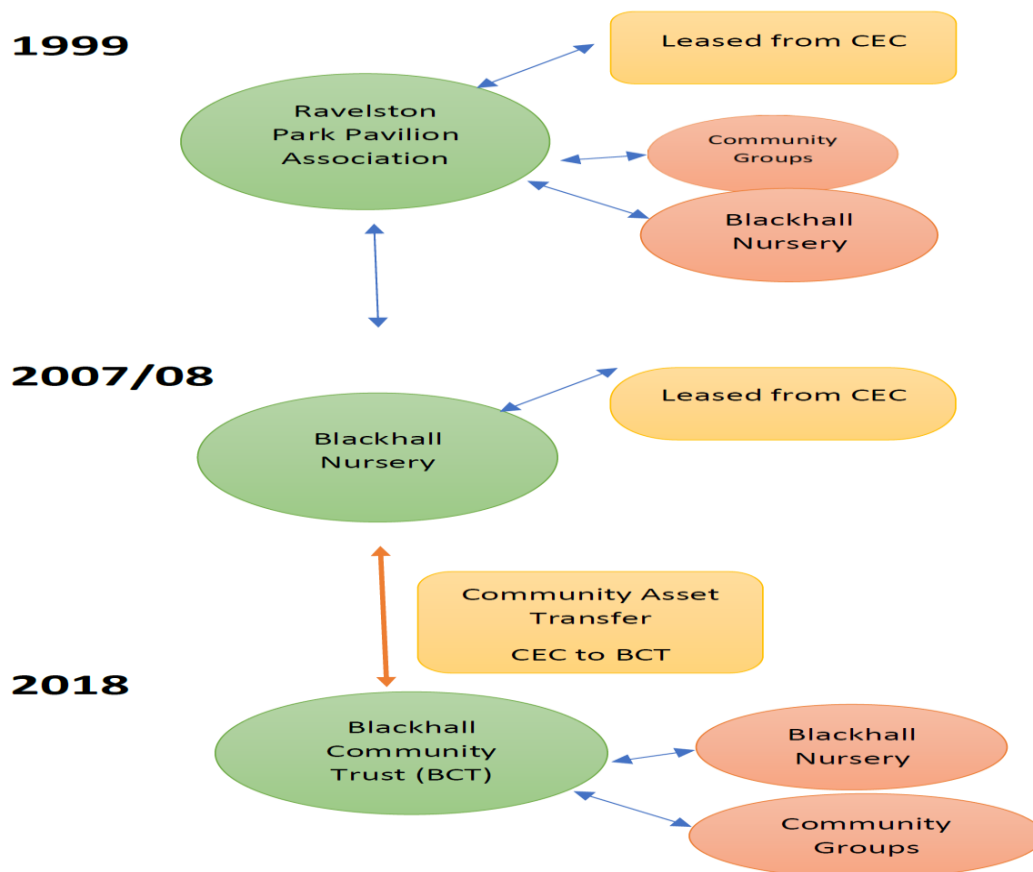 1999
Leased from CEC
Ravelston
Park Pavilion
Association
Community
Groups
Blackhall
Nursery
2007/08
Leased from CEC
Blackhall
Nursery
Community Asset
Transfer
CEC to BCT
2018
Blackhall
Community
Trust (BCT)
Blackhall
Nursery
Community
Groups